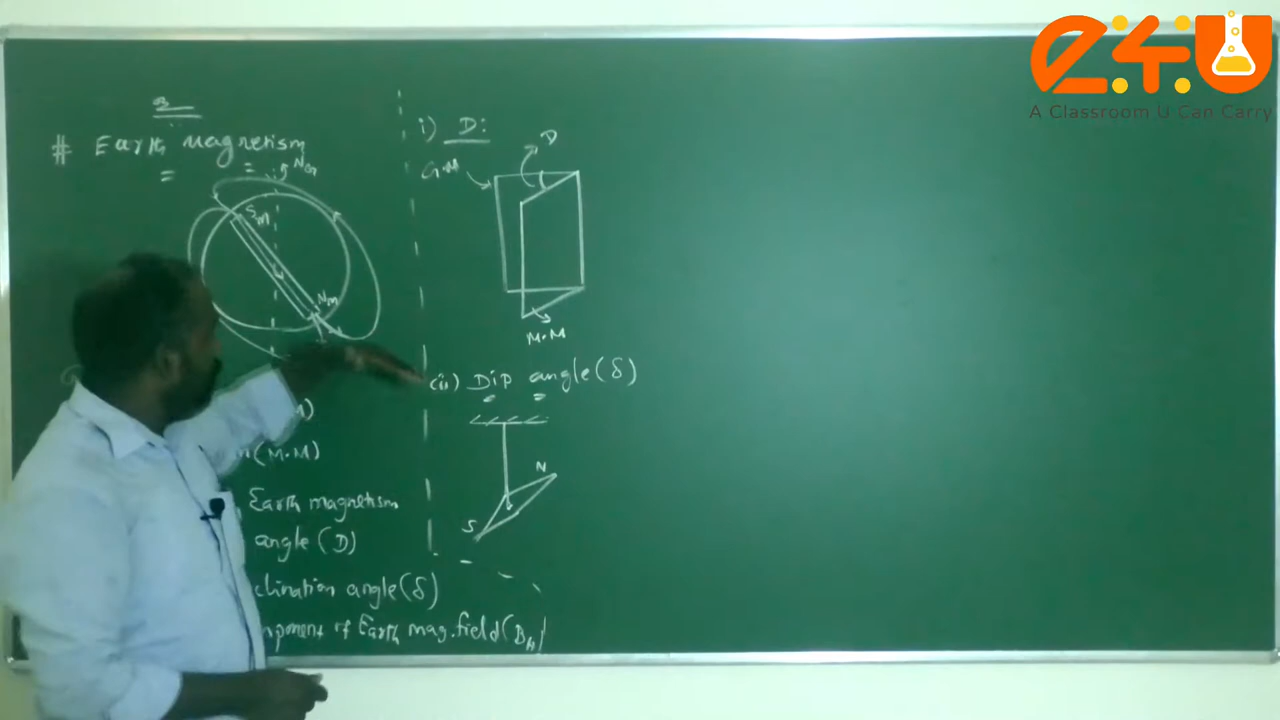 # Earth magnetism
Nm
Sm
Nm
(M.M)
Earth magnetism
angle (D)
clination angle (δ)
mponent of Earth mag.field (BH)
i) D:
G.M
D
M.M
(ii) Dip angle (δ)
N
S
e4U
A Classroom U Can Carry